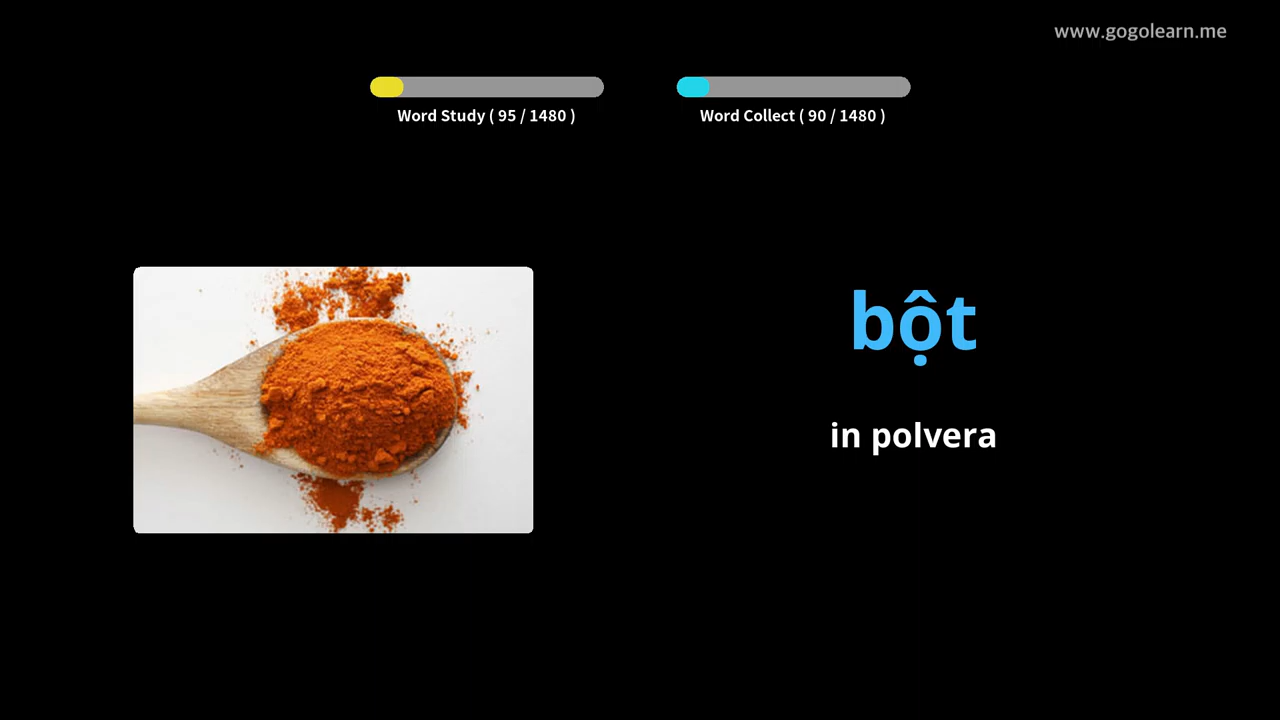 www.gogolearn.me
Word Study ( 95 / 1480 )
Word Collect ( 90 / 1480 )
bột
in polvera